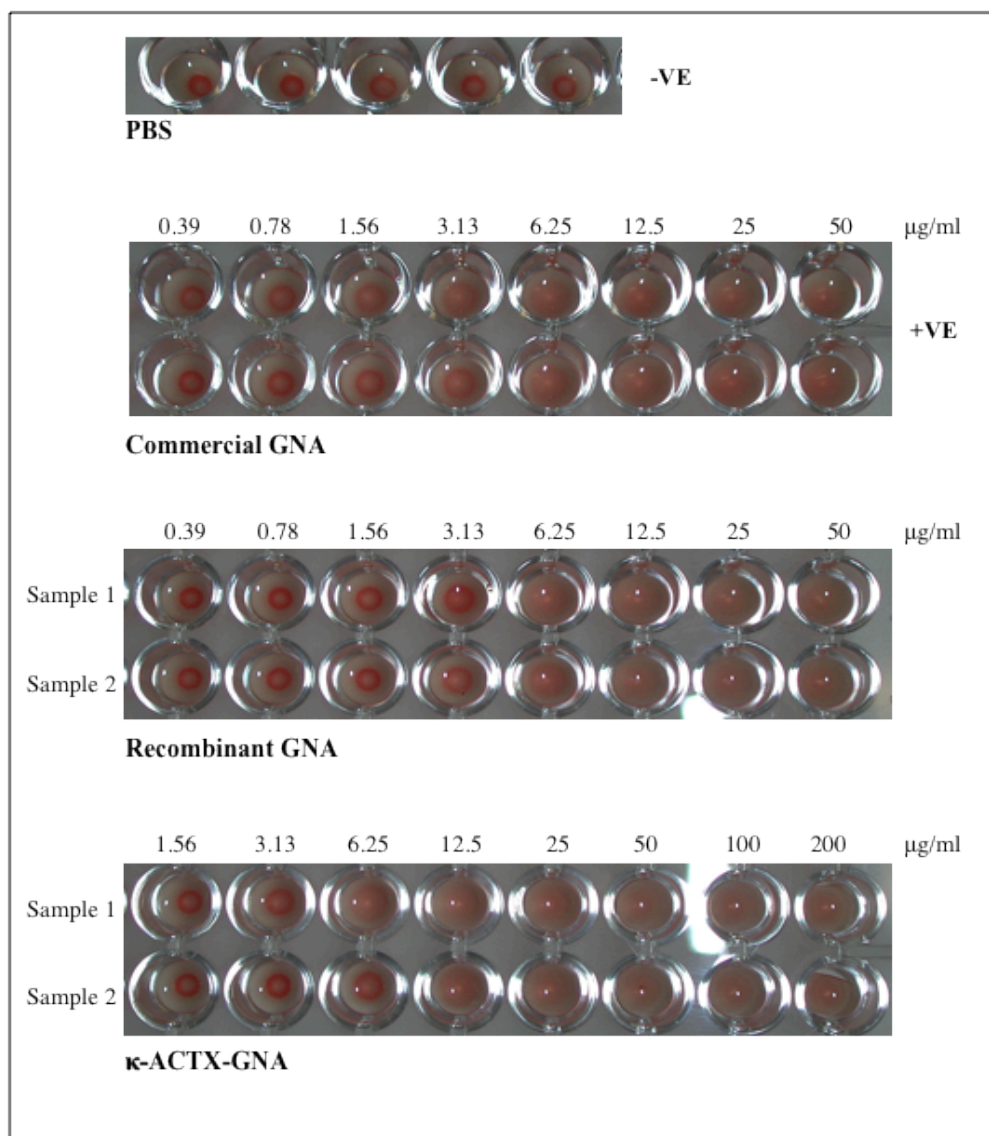 -VE
PBS
0.39 0.78 1.56 3.13 6.25 12.5 25 50 μg/ml
+VE
Commercial GNA
0.39 0.78 1.56 3.13 6.25 12.5 25 50 μg/ml
Sample 1
Sample 2
Recombinant GNA
1.56 3.13 6.25 12.5 25 50 100 200 μg/ml
Sample 1
Sample 2
κ-ACTX-GNA